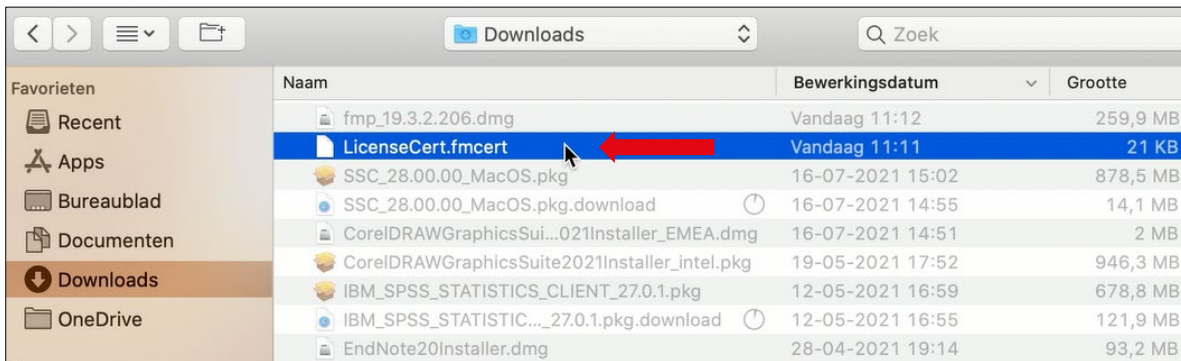 Downloads
Zoek
Favorieten
Recent
Apps
Bureaublad
Documenten
Downloads
OneDrive
Naam Bewerkingsdatum Grootte
fmp_19.3.2.206.dmg Vandaag 11:12 259,9 MB
LicenseCert.fmcert Vandaag 11:11 21 KB
SSC_28.00.00_MacOS.pkg 16-07-2021 15:02 878,5 MB
SSC_28.00.00_MacOS.pkg.download 16-07-2021 14:55 14,1 MB
CorelDRAWGraphicsSui...021Installer_EMEA.dmg 16-07-2021 14:51 2 MB
CorelDRAWGraphicsSuite2021Installer_intel.pkg 19-05-2021 17:52 946,3 MB
IBM_SPSS_STATISTICS_CLIENT_27.0.1.pkg 12-05-2021 16:59 678,8 MB
IBM_SPSS_STATISTIC..._27.0.1.pkg.download 12-05-2021 16:55 121,9 MB
EndNote20Installer.dmg 28-04-2021 19:14 93,2 MB